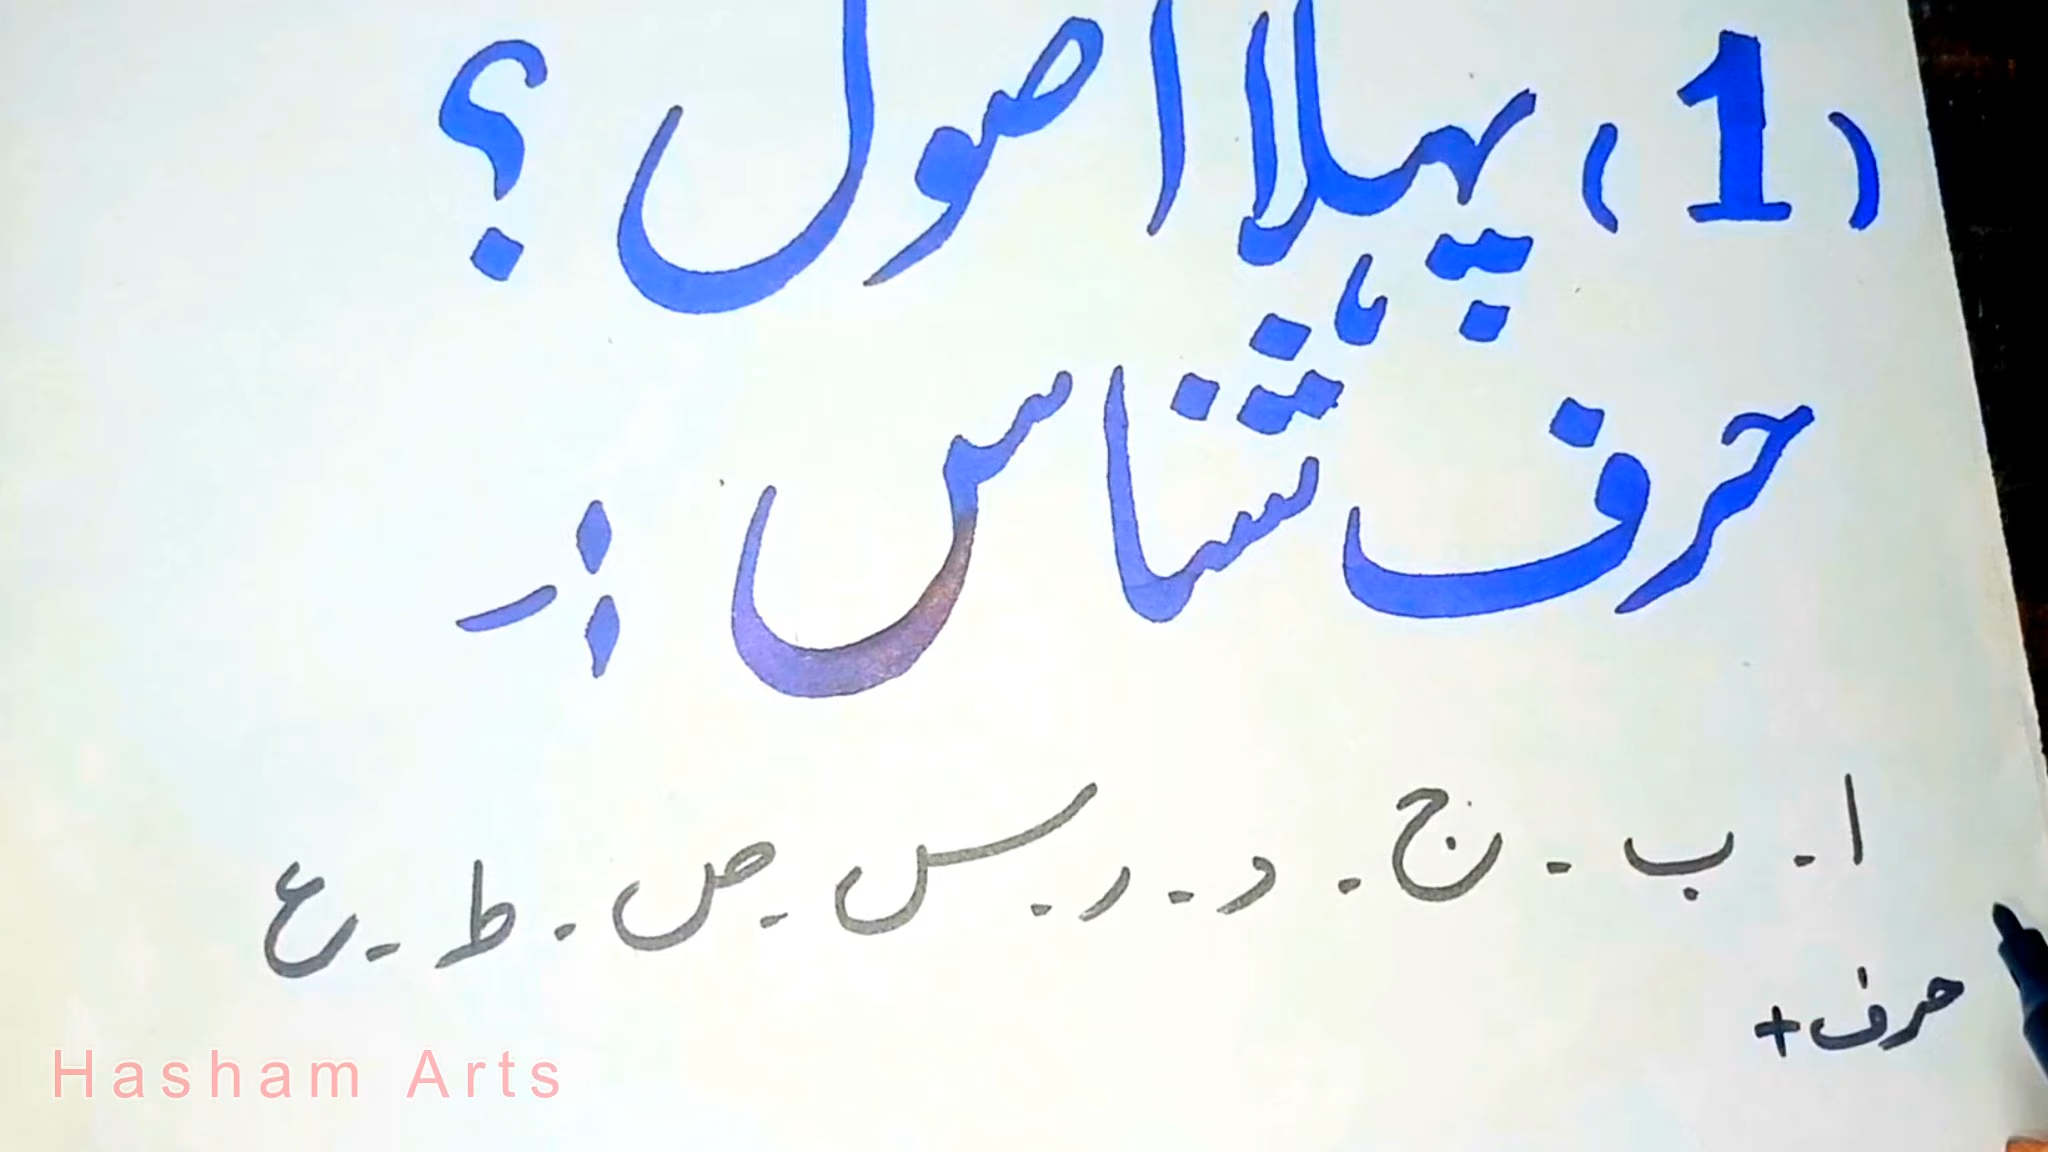 (1) پہلا اصول ؟
حرف شناس :-
ا - ب - ج - د - ر - س - ص - ط - ع
حرف +
Hasham Arts